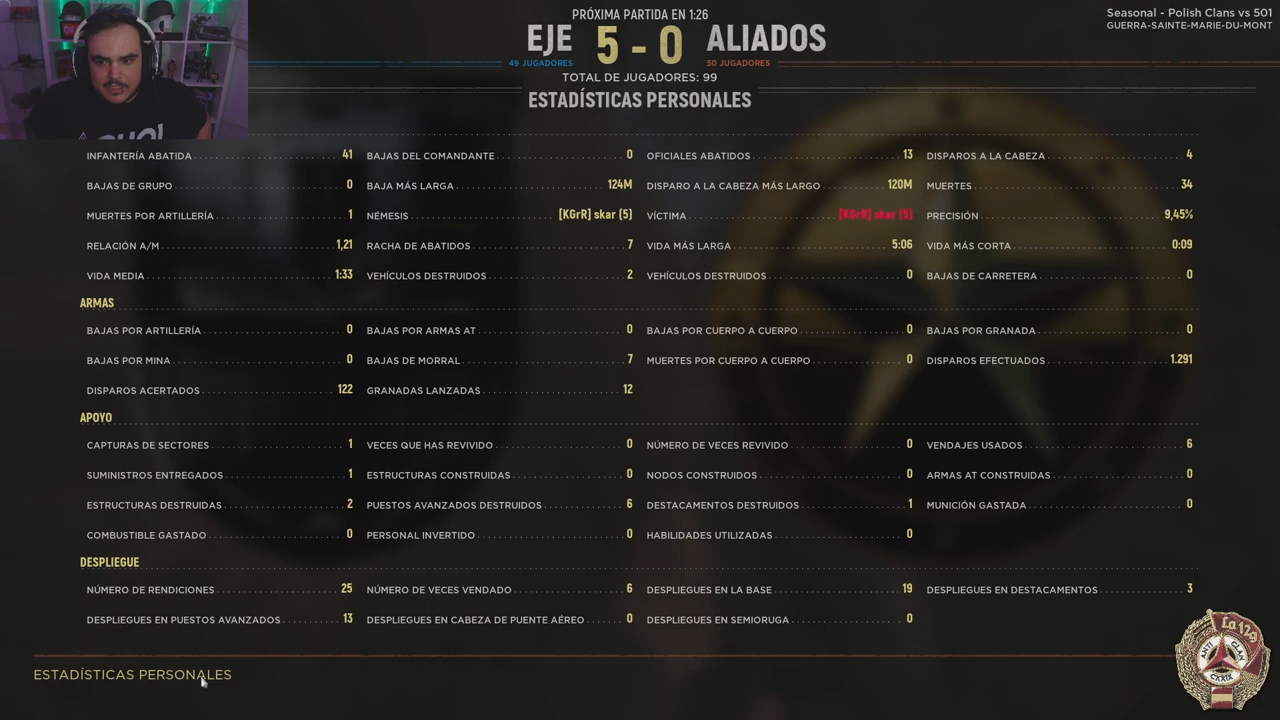 PRÓXIMA PARTIDA EN 1:26
EJE 5 - 0 ALIADOS
49 JUGADORES 50 JUGADORES
TOTAL DE JUGADORES: 99
Seasonal - Polish Clans vs 501
GUERRA-SAINTE-MARIE-DU-MONT
ESTADÍSTICAS PERSONALES
INFANTERÍA ABATIDA 41 BAJAS DEL COMANDANTE 0 OFICIALES ABATIDOS 13 DISPAROS A LA CABEZA 4
BAJAS DE GRUPO 0 BAJA MÁS LARGA 124M DISPARO A LA CABEZA MÁS LARGO 120M MUERTES 34
MUERTES POR ARTILLERÍA 1 NÉMESIS [KGrR] skar (5) VÍCTIMA [KGrR] skar (5) PRECISIÓN 9,45%
RELACIÓN A/M 1,21 RACHA DE ABATIDOS 7 VIDA MÁS LARGA 5:06 VIDA MÁS CORTA 0:09
VIDA MEDIA 1:33 VEHÍCULOS DESTRUIDOS 2 VEHÍCULOS DESTRUIDOS 0 BAJAS DE CARRETERA 0
ARMAS
BAJAS POR ARTILLERÍA 0 BAJAS POR ARMAS AT 0 BAJAS POR CUERPO A CUERPO 0 BAJAS POR GRANADA 0
BAJAS POR MINA 0 BAJAS DE MORRAL 7 MUERTES POR CUERPO A CUERPO 0 DISPAROS EFECTUADOS 1.291
DISPAROS ACERTADOS 122 GRANADAS LANZADAS 12
APOYO
CAPTURAS DE SECTORES 1 VECES QUE HAS REVIVIDO 0 NÚMERO DE VECES REVIVIDO 0 VENDAJES USADOS 6
SUMINISTROS ENTREGADOS 1 ESTRUCTURAS CONSTRUIDAS 0 NODOS CONSTRUIDOS 0 ARMAS AT CONSTRUIDAS 0
ESTRUCTURAS DESTRUIDAS 2 PUESTOS AVANZADOS DESTRUIDOS 6 DESTACAMENTOS DESTRUIDOS 1 MUNICIÓN GASTADA 0
COMBUSTIBLE GASTADO 0 PERSONAL INVERTIDO 0 HABILIDADES UTILIZADAS 0
DESPLIEGUE
NÚMERO DE RENDICIONES 25 NÚMERO DE VECES VENDADO 6 DESPLIEGUES EN LA BASE 19 DESPLIEGUES EN DESTACAMENTOS 3
DESPLIEGUES EN PUESTOS AVANZADOS 13 DESPLIEGUES EN CABEZA DE PUENTE AÉREO 0 DESPLIEGUES EN SEMIORUGA 0
ESTADÍSTICAS PERSONALES
La 129
ANTI CLAN
CXXIX